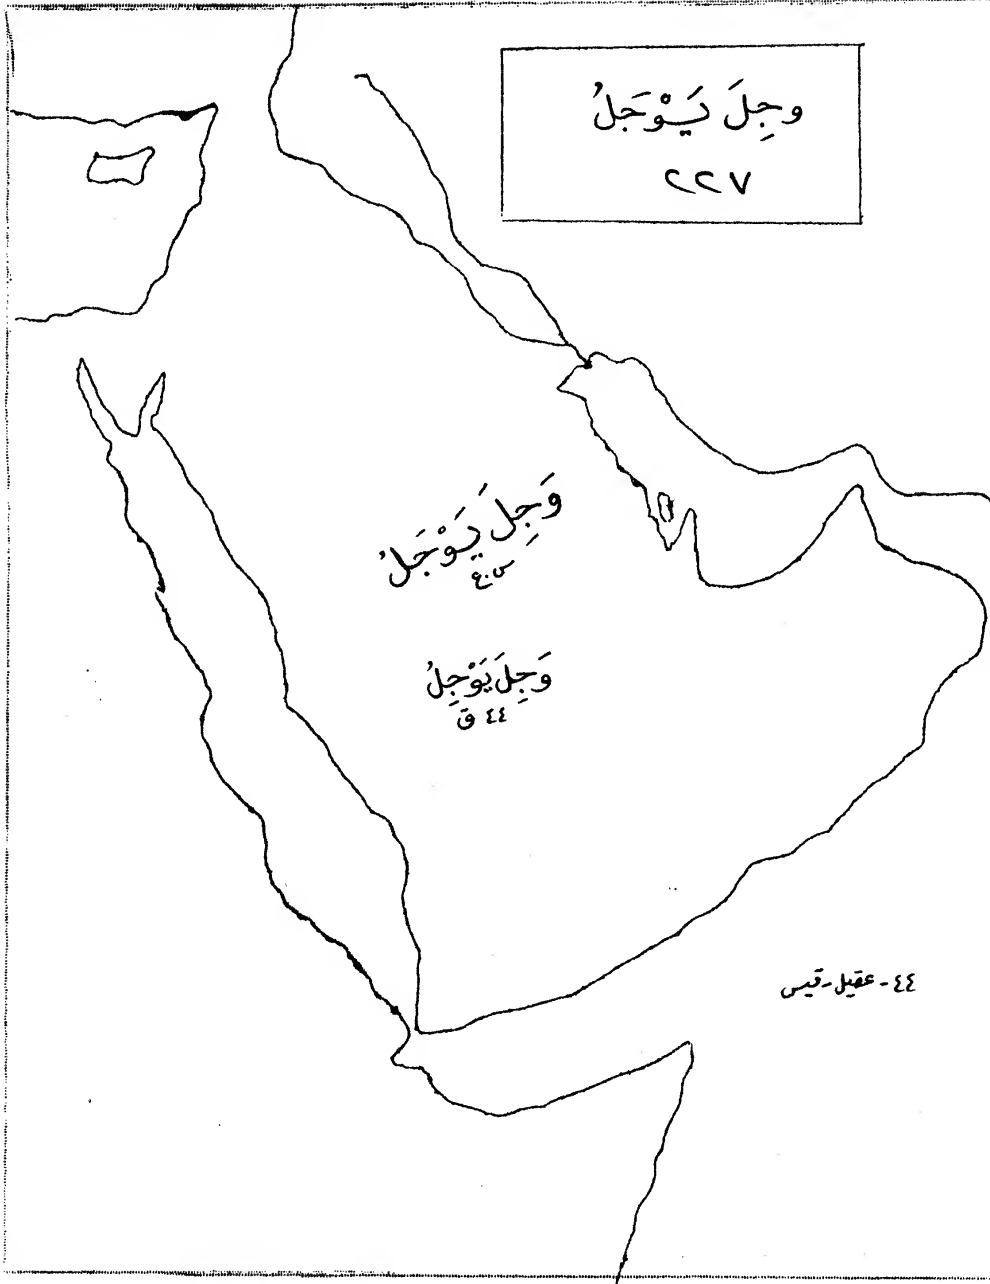 وجِلَ يَوْجَلُ
٢٢٧
وَجِلَ يَوْجَلُ
س.ع
وَجِلَ يَوْجِلُ
٤٤ ق
٤٤ - عقيل - قيس